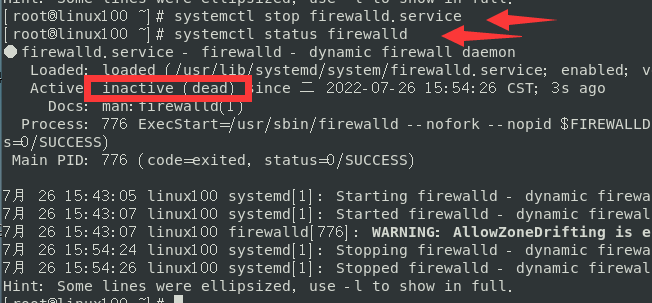 Hint: Some lines were ellipsized, use -l to show in full.
[root@linux100 ~]# systemctl stop firewalld.service
[root@linux100 ~]# systemctl status firewalld
● firewalld.service - firewalld - dynamic firewall daemon
Loaded: loaded (/usr/lib/systemd/system/firewalld.service; enabled; v
Active: inactive (dead) since 二 2022-07-26 15:54:26 CST; 3s ago
Docs: man:firewalld(1)
Process: 776 ExecStart=/usr/sbin/firewalld --nofork --nopid $FIREWALLD
s=0/SUCCESS)
Main PID: 776 (code=exited, status=0/SUCCESS)
7月 26 15:43:05 linux100 systemd[1]: Starting firewalld - dynamic firewa
7月 26 15:43:07 linux100 systemd[1]: Started firewalld - dynamic firewal
7月 26 15:43:07 linux100 firewalld[776]: WARNING: AllowZoneDrifting is e
7月 26 15:54:24 linux100 systemd[1]: Stopping firewalld - dynamic firewa
7月 26 15:54:26 linux100 systemd[1]: Stopped firewalld - dynamic firewal
Hint: Some lines were ellipsized, use -l to show in full.
[root@linux100 ~]#